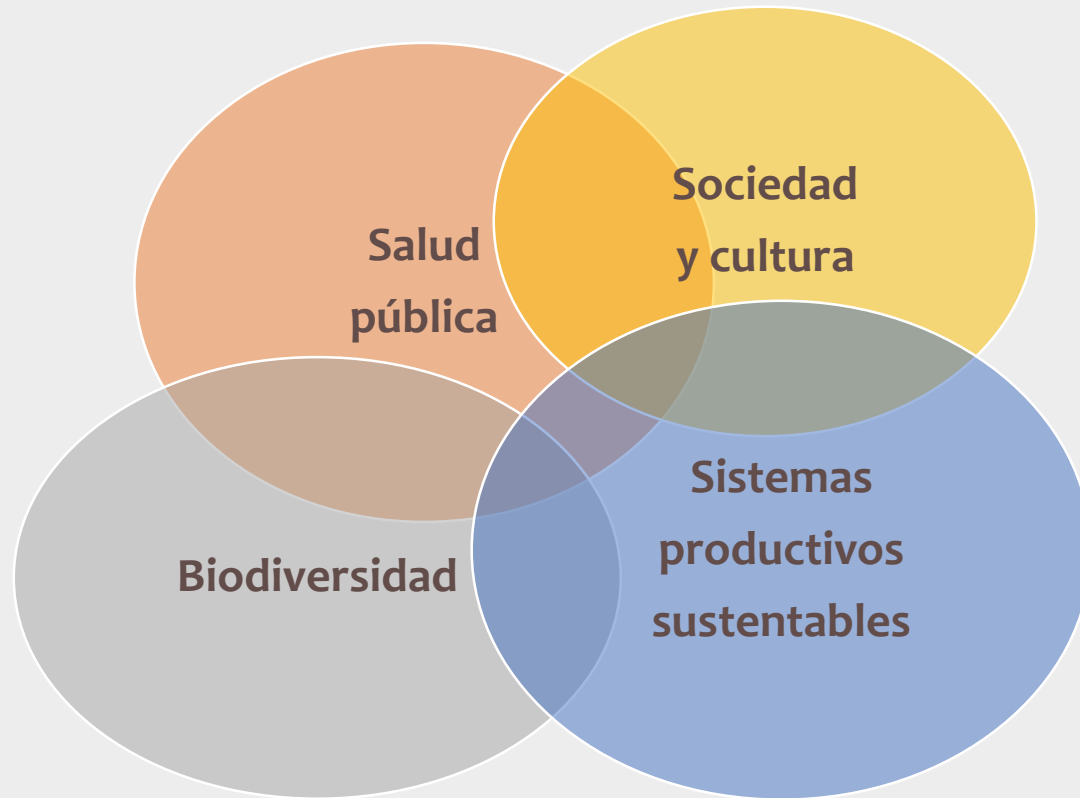 Salud
pública
Sociedad
y cultura
Biodiversidad
Sistemas
productivos
sustentables